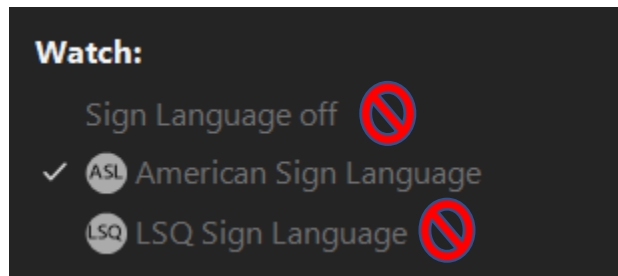 Watch:
Sign Language off
ASL American Sign Language
LSQ LSQ Sign Language